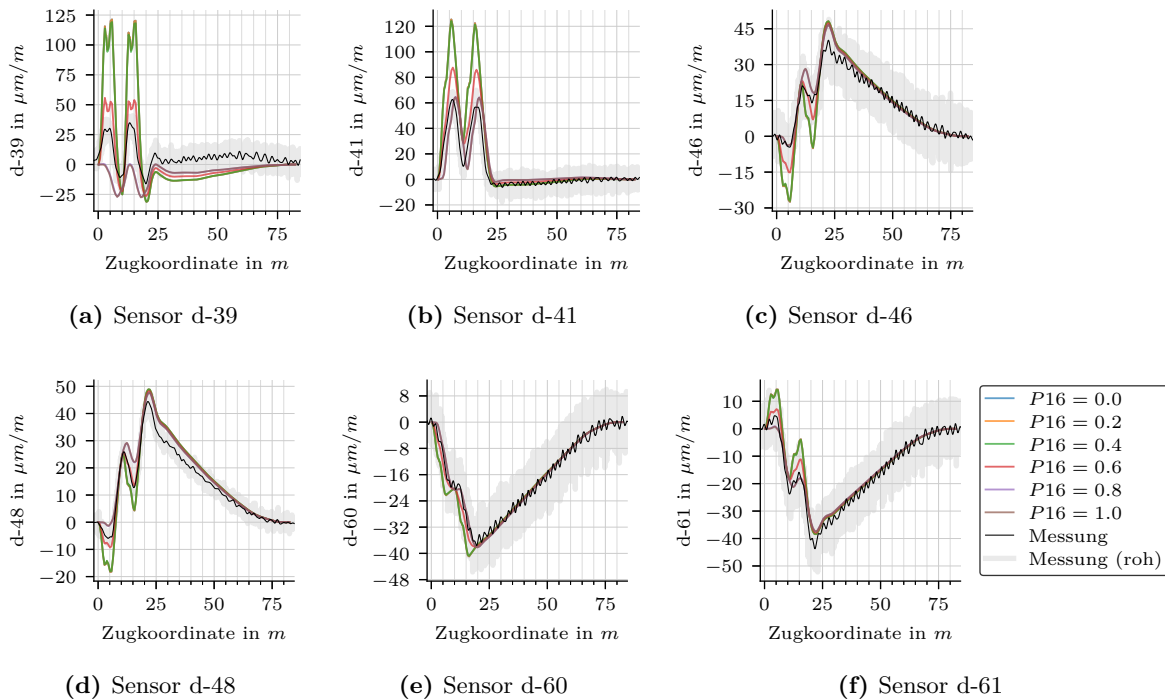 125
100
75
50
25
0
−25
d-39 in µm/m
0 25 50 75
Zugkoordinate in m
(a) Sensor d-39
120
100
80
60
40
20
0
−20
d-41 in µm/m
0 25 50 75
Zugkoordinate in m
(b) Sensor d-41
45
30
15
0
−15
−30
d-46 in µm/m
0 25 50 75
Zugkoordinate in m
(c) Sensor d-46
50
40
30
20
10
0
−10
−20
d-48 in µm/m
0 25 50 75
Zugkoordinate in m
(d) Sensor d-48
8
0
−8
−16
−24
−32
−40
−48
d-60 in µm/m
0 25 50 75
Zugkoordinate in m
(e) Sensor d-60
10
0
−10
−20
−30
−40
−50
d-61 in µm/m
0 25 50 75
Zugkoordinate in m
(f) Sensor d-61
P16 = 0.0
P16 = 0.2
P16 = 0.4
P16 = 0.6
P16 = 0.8
P16 = 1.0
Messung
Messung (roh)